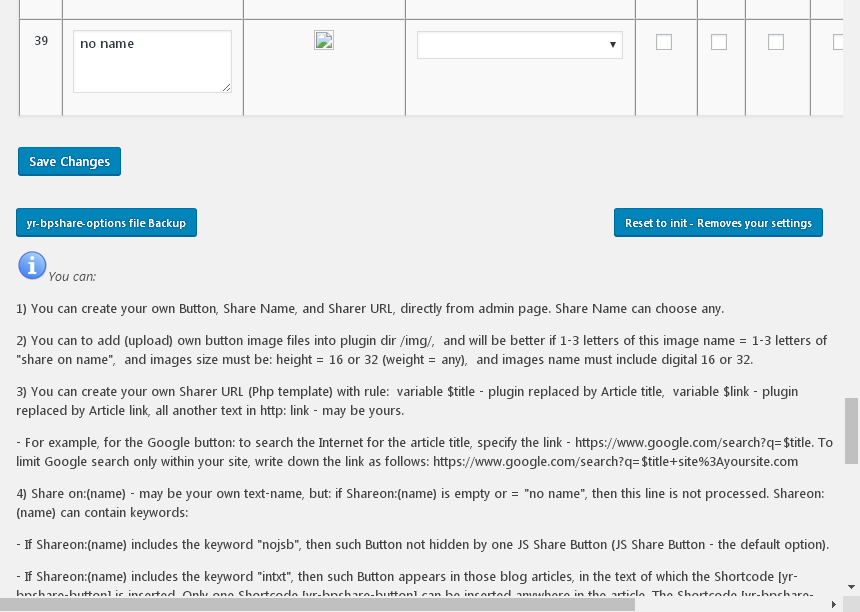 39
no name
Save Changes
yr-bpshare-options file Backup
Reset to init - Removes your settings
You can:
1) You can create your own Button, Share Name, and Sharer URL, directly from admin page. Share Name can choose any.
2) You can to add (upload) own button image files into plugin dir /img/,  and will be better if 1-3 letters of this image name = 1-3 letters of
"share on name",  and images size must be: height = 16 or 32 (weight = any),  and images name must include digital 16 or 32.
3) You can create your own Sharer URL (Php template) with rule:  variable $title - plugin replaced by Article title,  variable $link - plugin
replaced by Article link, all another text in http: link - may be yours.
- For example, for the Google button: to search the Internet for the article title, specify the link - https://www.google.com/search?q=$title. To
limit Google search only within your site, write down the link as follows: https://www.google.com/search?q=$title+site%3Ayoursite.com
4) Share on:(name) - may be your own text-name, but: if Shareon:(name) is empty or = "no name", then this line is not processed. Shareon:
(name) can contain keywords:
- If Shareon:(name) includes the keyword "nojsb", then such Button not hidden by one JS Share Button (JS Share Button - the default option).
- If Shareon:(name) includes the keyword "intxt", then such Button appears in those blog articles, in the text of which the Shortcode [yr-
bpshare-button] is inserted. Only one Shortcode [yr-bpshare-button] can be inserted anywhere in the article. The Shortcode [yr-bpshare-